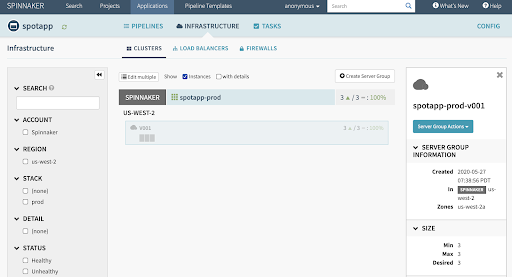 SPINNAKER Search Projects Applications Pipeline Templates anonymous Search What's New Help
spotapp PIPELINES INFRASTRUCTURE TASKS CONFIG
Infrastructure CLUSTERS LOAD BALANCERS FIREWALLS
SEARCH
ACCOUNT
Spinnaker
REGION
us-west-2
STACK
(none)
prod
DETAIL
(none)
STATUS
Healthy
Unhealthy
Edit multiple Show Instances with details Create Server Group
SPINNAKER spotapp-prod 3 / 3 : 100%
US-WEST-2
V001 3 / 3 : 100%
spotapp-prod-v001
Server Group Actions
SERVER GROUP
INFORMATION
Created 2020-05-27
07:38:56 PDT
In SPINNAKER us-
west-2
Zones us-west-2a
SIZE
Min 3
Max 3
Desired 3